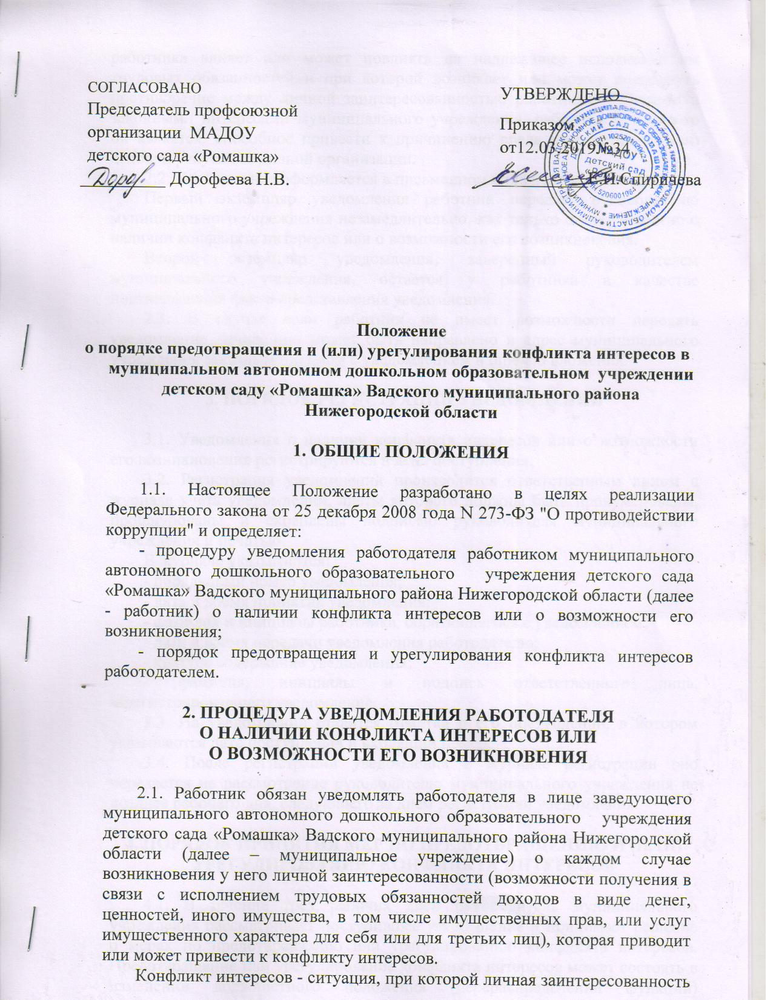 СОГЛАСОВАНО
Председатель профсоюзной
организации МАДОУ
детского сада «Ромашка»
Дорофеева Н.В.
УТВЕРЖДЕНО
Приказом
от12.03.2019№34
Е.И.Спиричева
МАДОУ
детский сад
«Ромашка»
Положение
о порядке предотвращения и (или) урегулирования конфликта интересов в
муниципальном автономном дошкольном образовательном учреждении
детском саду «Ромашка» Вадского муниципального района
Нижегородской области
1. ОБЩИЕ ПОЛОЖЕНИЯ
1.1. Настоящее Положение разработано в целях реализации
Федерального закона от 25 декабря 2008 года N 273-ФЗ "О противодействии
коррупции" и определяет:
- процедуру уведомления работодателя работником муниципального
автономного дошкольного образовательного учреждения детского сада
«Ромашка» Вадского муниципального района Нижегородской области (далее
- работник) о наличии конфликта интересов или о возможности его
возникновения;
- порядок предотвращения и урегулирования конфликта интересов
работодателем.
2. ПРОЦЕДУРА УВЕДОМЛЕНИЯ РАБОТОДАТЕЛЯ
О НАЛИЧИИ КОНФЛИКТА ИНТЕРЕСОВ ИЛИ
О ВОЗМОЖНОСТИ ЕГО ВОЗНИКНОВЕНИЯ
2.1. Работник обязан уведомлять работодателя в лице заведующего
муниципального автономного дошкольного образовательного учреждения
детского сада «Ромашка» Вадского муниципального района Нижегородской
области (далее – муниципальное учреждение) о каждом случае
возникновения у него личной заинтересованности (возможности получения в
связи с исполнением трудовых обязанностей доходов в виде денег,
ценностей, иного имущества, в том числе имущественных прав, или услуг
имущественного характера для себя или для третьих лиц), которая приводит
или может привести к конфликту интересов.
Конфликт интересов - ситуация, при которой личная заинтересованность